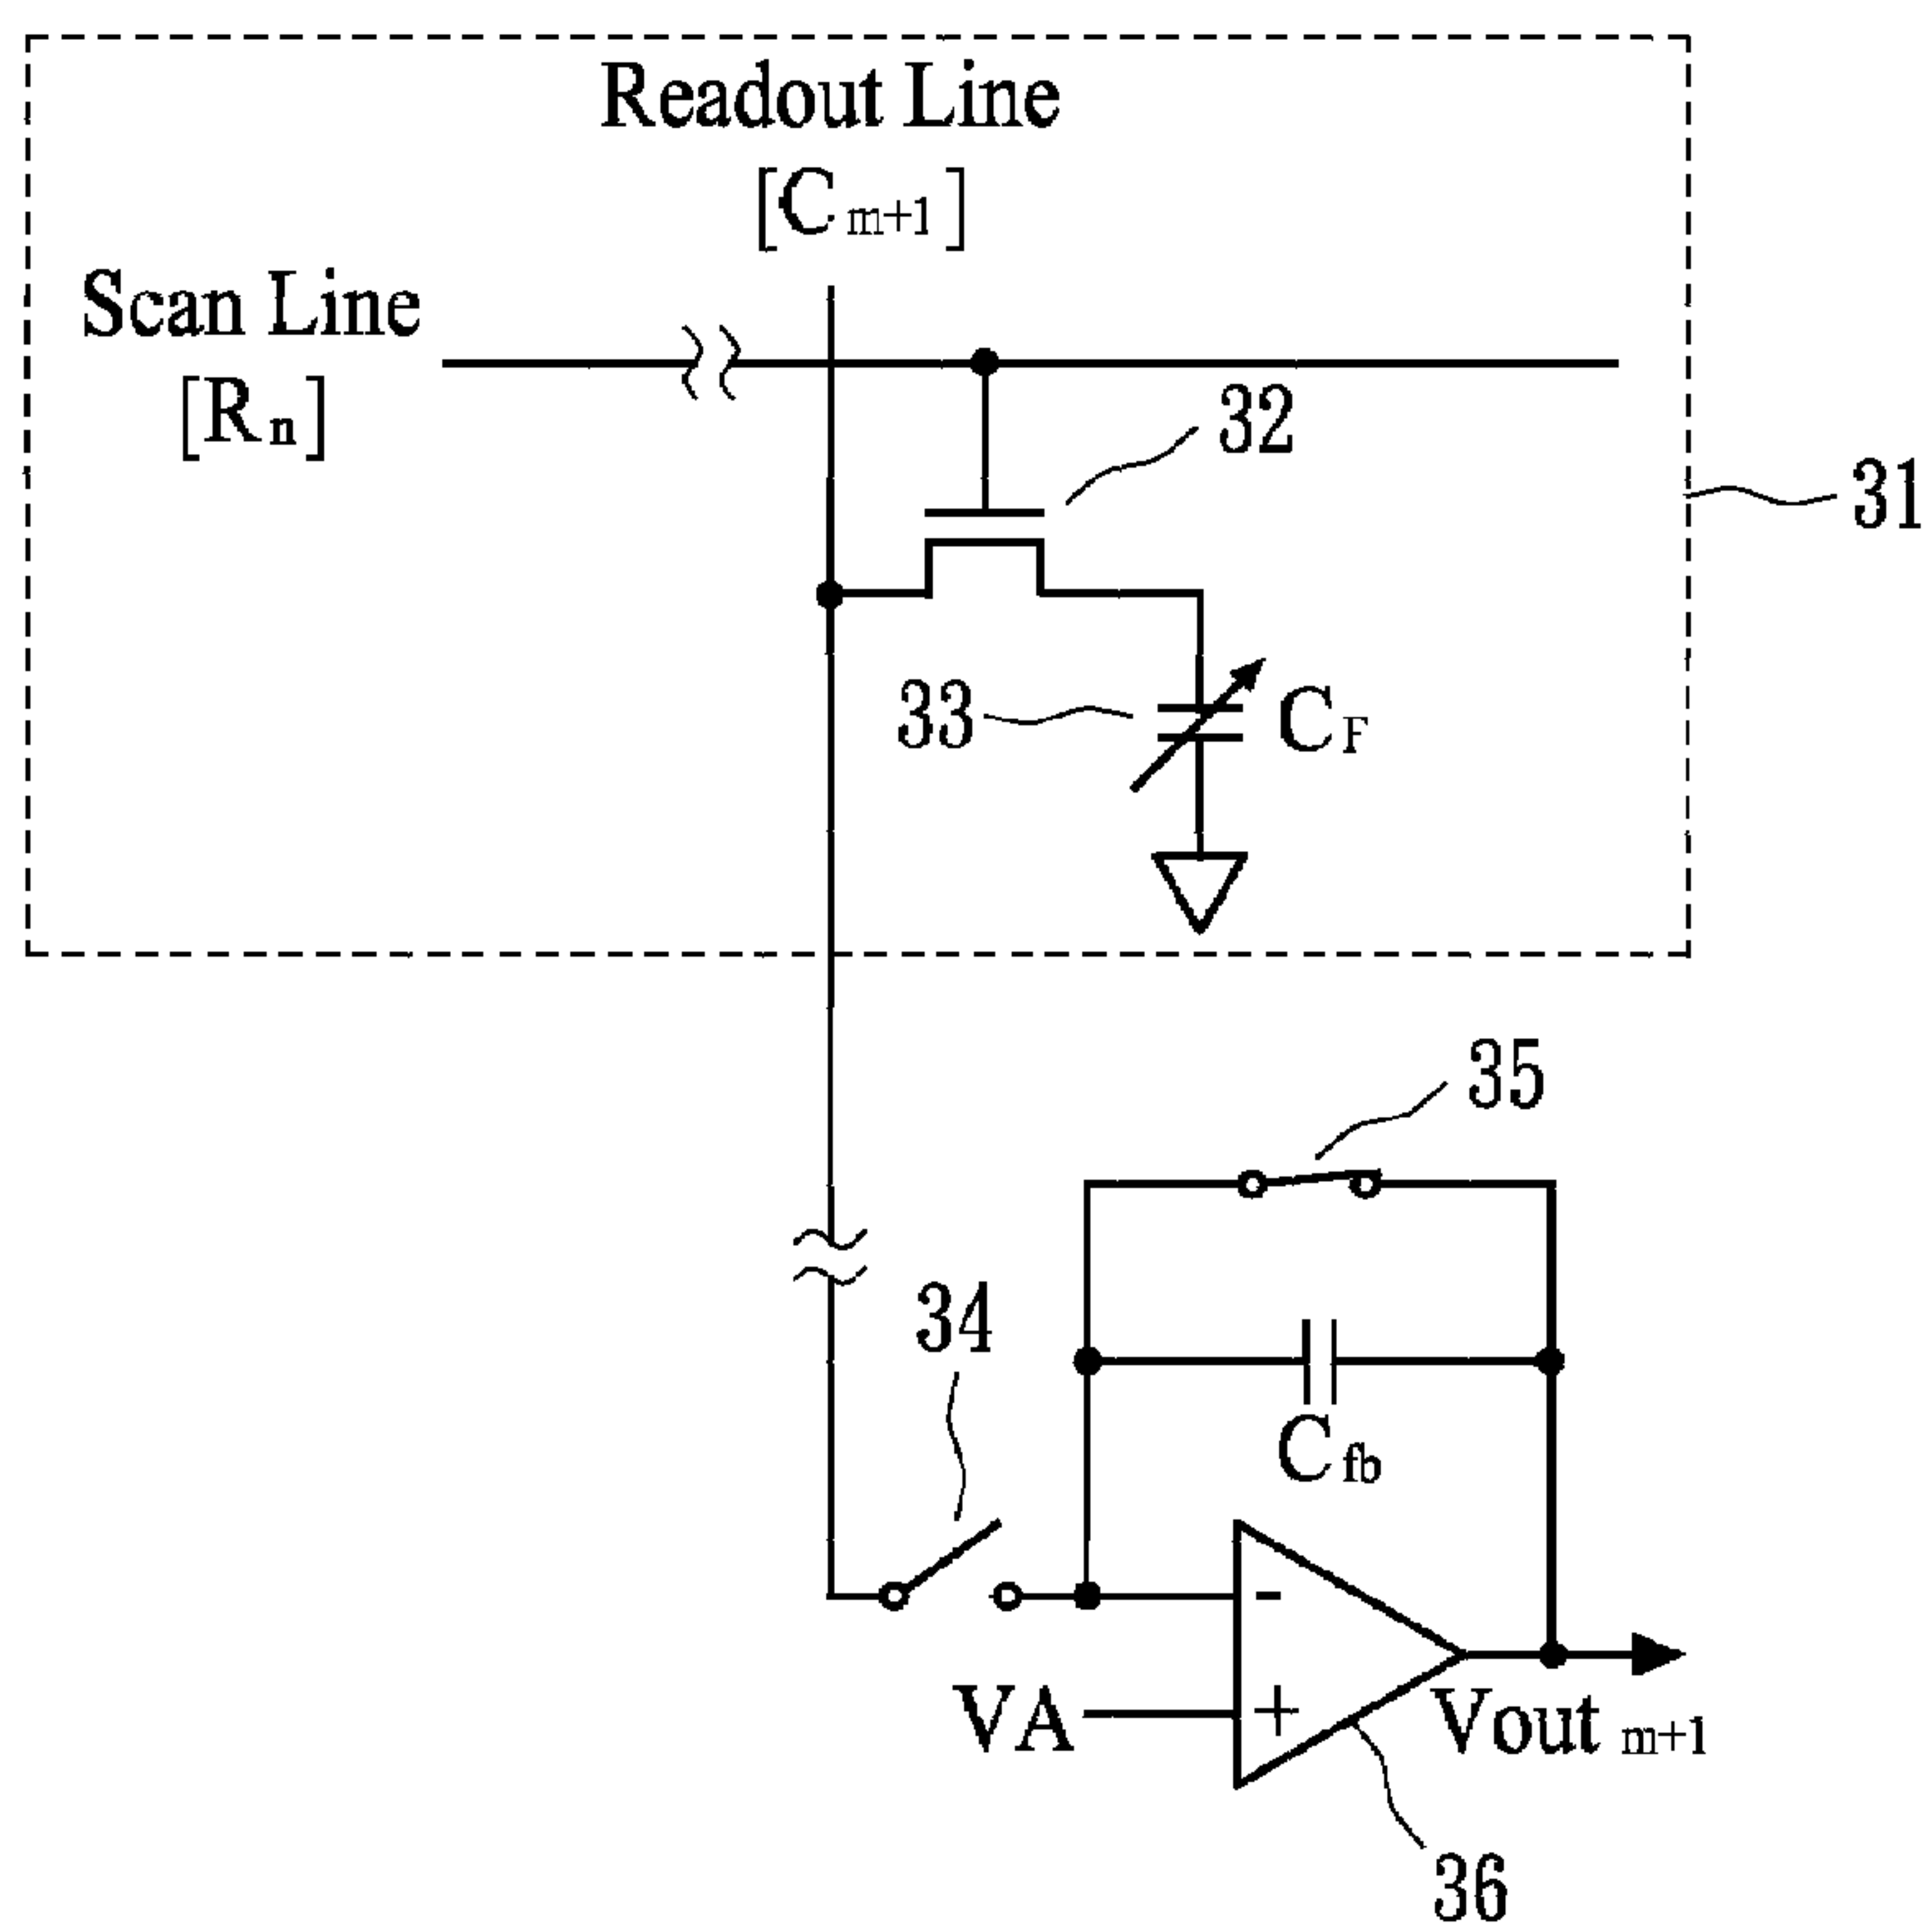 Readout Line
[Cm+1]
Scan Line
[Rn]
32
31
33
CF
35
34
Cfb
-
+
VA
Vout m+1
36